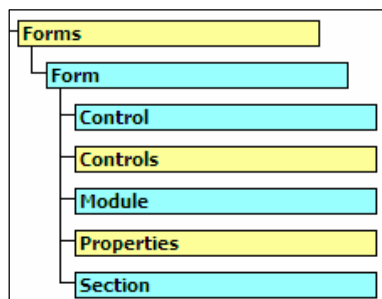 Forms
Form
Control
Controls
Module
Properties
Section